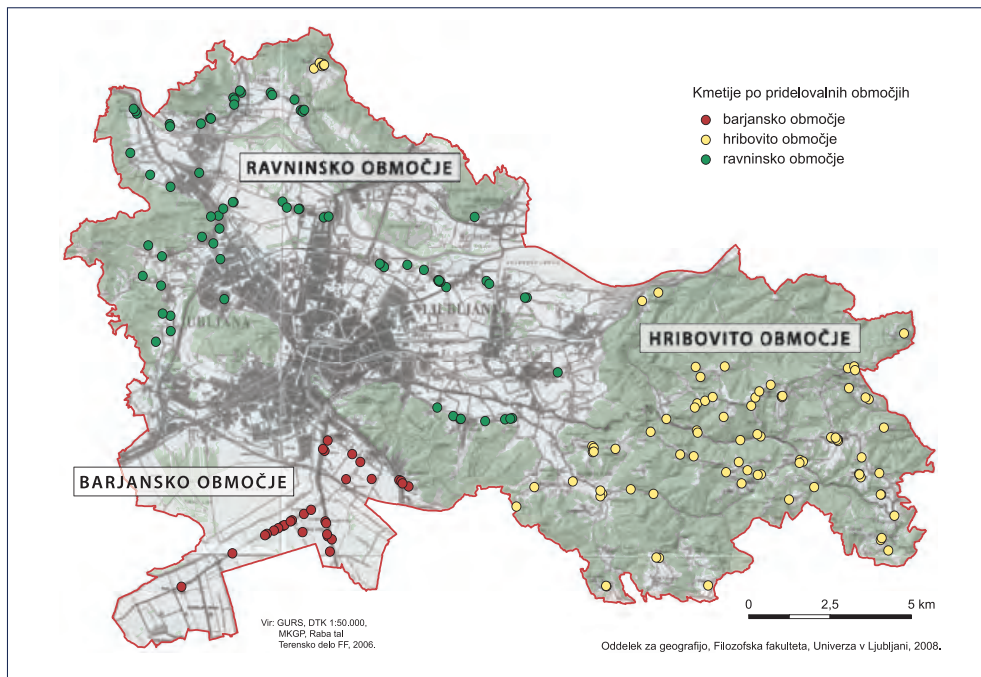 Kmetije po pridelovalnih območjih
barjansko območje
hribovito območje
ravninsko območje
RAVNINSKO OBMOČJE
LJUBLJANA
LJUBLJANA
HRIBOVITO OBMOČJE
BARJANSKO OBMOČJE
0 2,5 5 km
Vir: GURS, DTK 1:50.000,
MKGP, Raba tal
Terensko delo FF, 2006.
Oddelek za geografijo, Filozofska fakulteta, Univerza v Ljubljani, 2008.